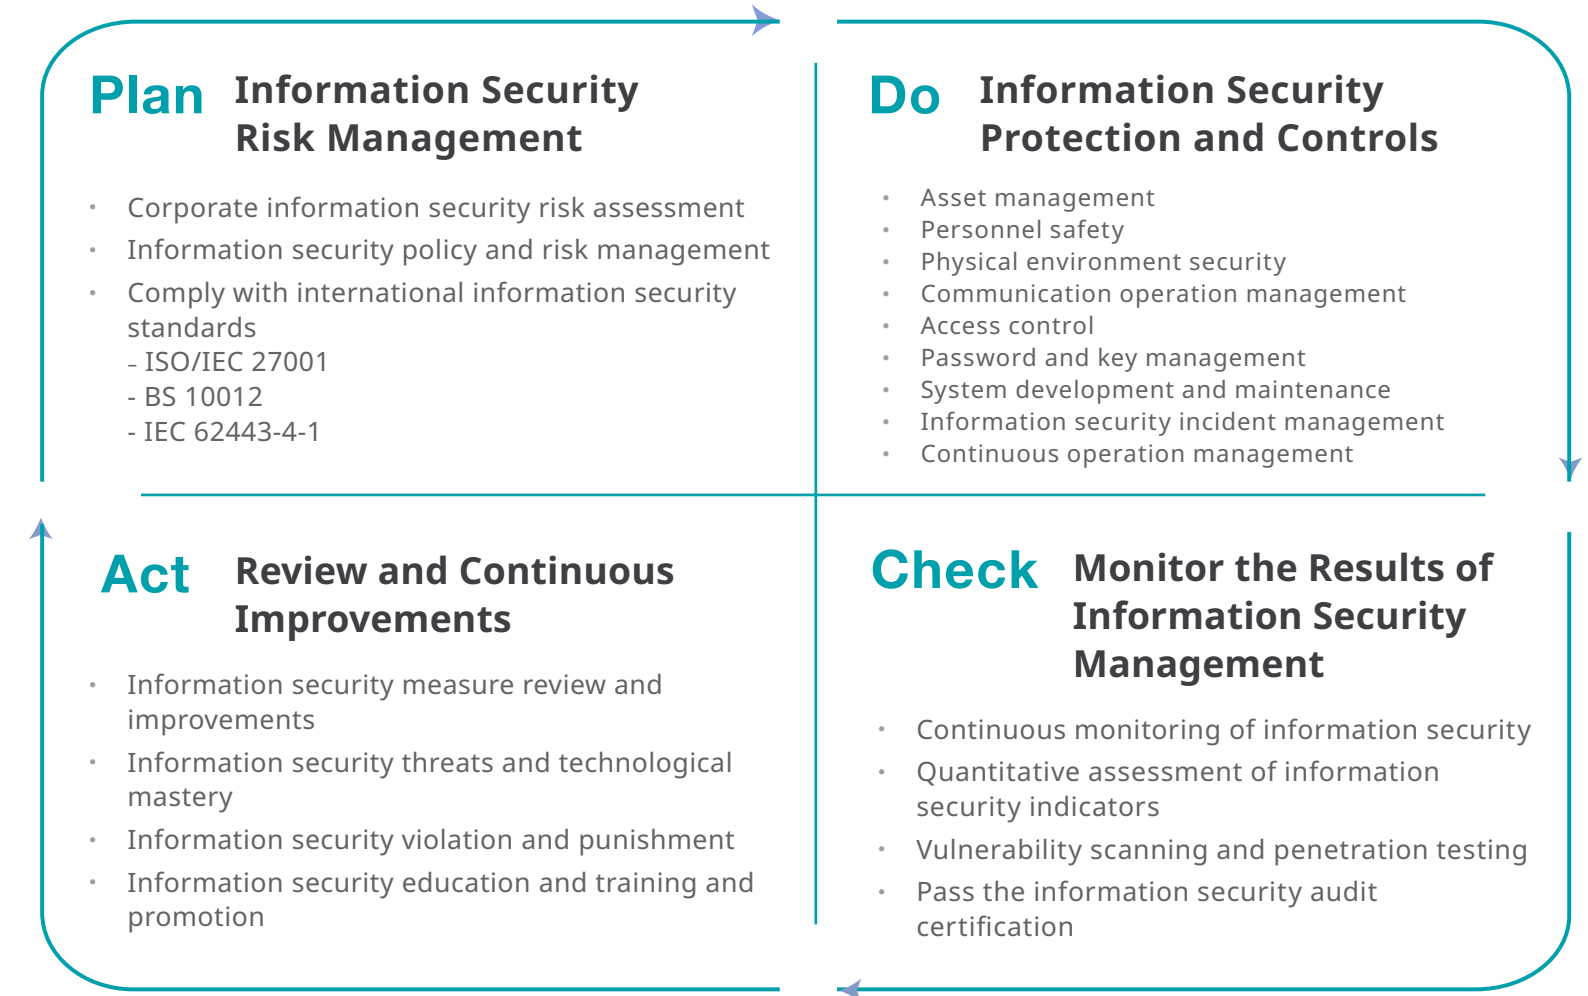 Plan
Information Security
Risk Management
• Corporate information security risk assessment
• Information security policy and risk management
• Comply with international information security
standards
- ISO/IEC 27001
- BS 10012
- IEC 62443-4-1
Do
Information Security
Protection and Controls
• Asset management
• Personnel safety
• Physical environment security
• Communication operation management
• Access control
• Password and key management
• System development and maintenance
• Information security incident management
• Continuous operation management
Act
Review and Continuous
Improvements
• Information security measure review and
improvements
• Information security threats and technological
mastery
• Information security violation and punishment
• Information security education and training and
promotion
Check
Monitor the Results of
Information Security
Management
• Continuous monitoring of information security
• Quantitative assessment of information
security indicators
• Vulnerability scanning and penetration testing
• Pass the information security audit
certification